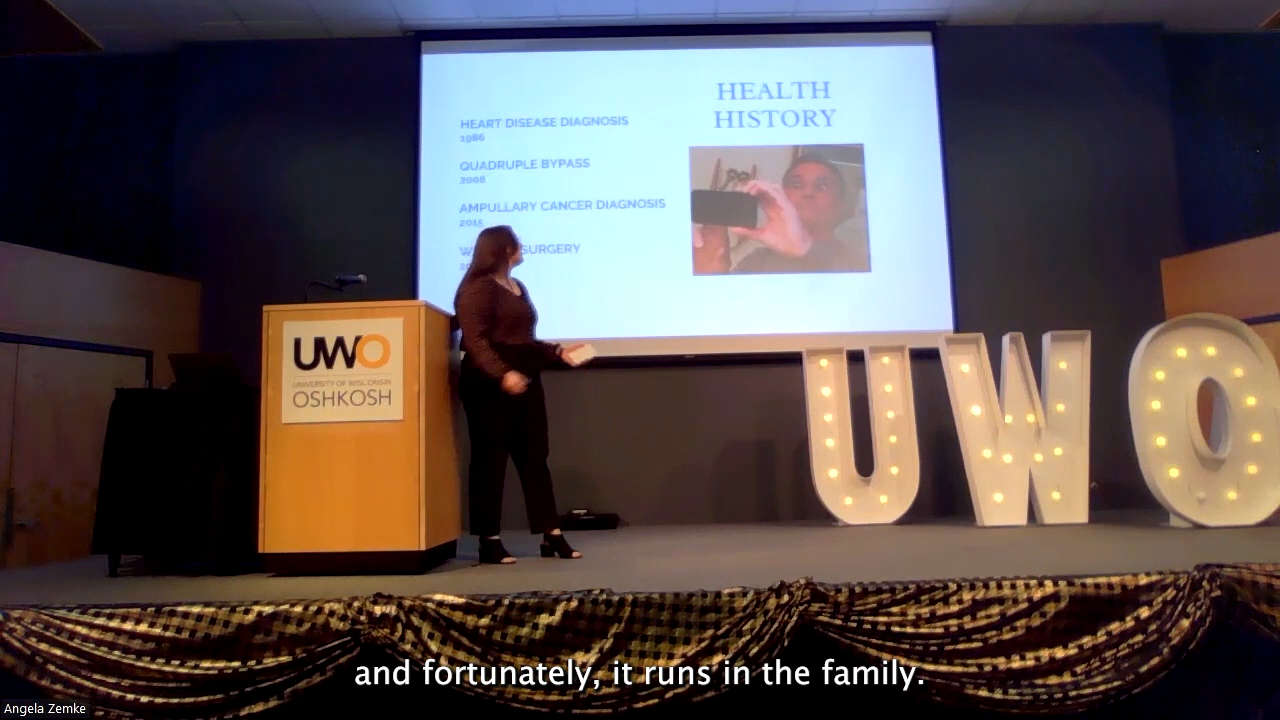 HEALTH
HISTORY
HEART DISEASE DIAGNOSIS
1986
QUADRUPLE BYPASS
2008
AMPULLARY CANCER DIAGNOSIS
2015
SURGERY
UWO
UNIVERSITY OF WISCONSIN
OSHKOSH
UWO
and fortunately, it runs in the family.
Angela Zemke